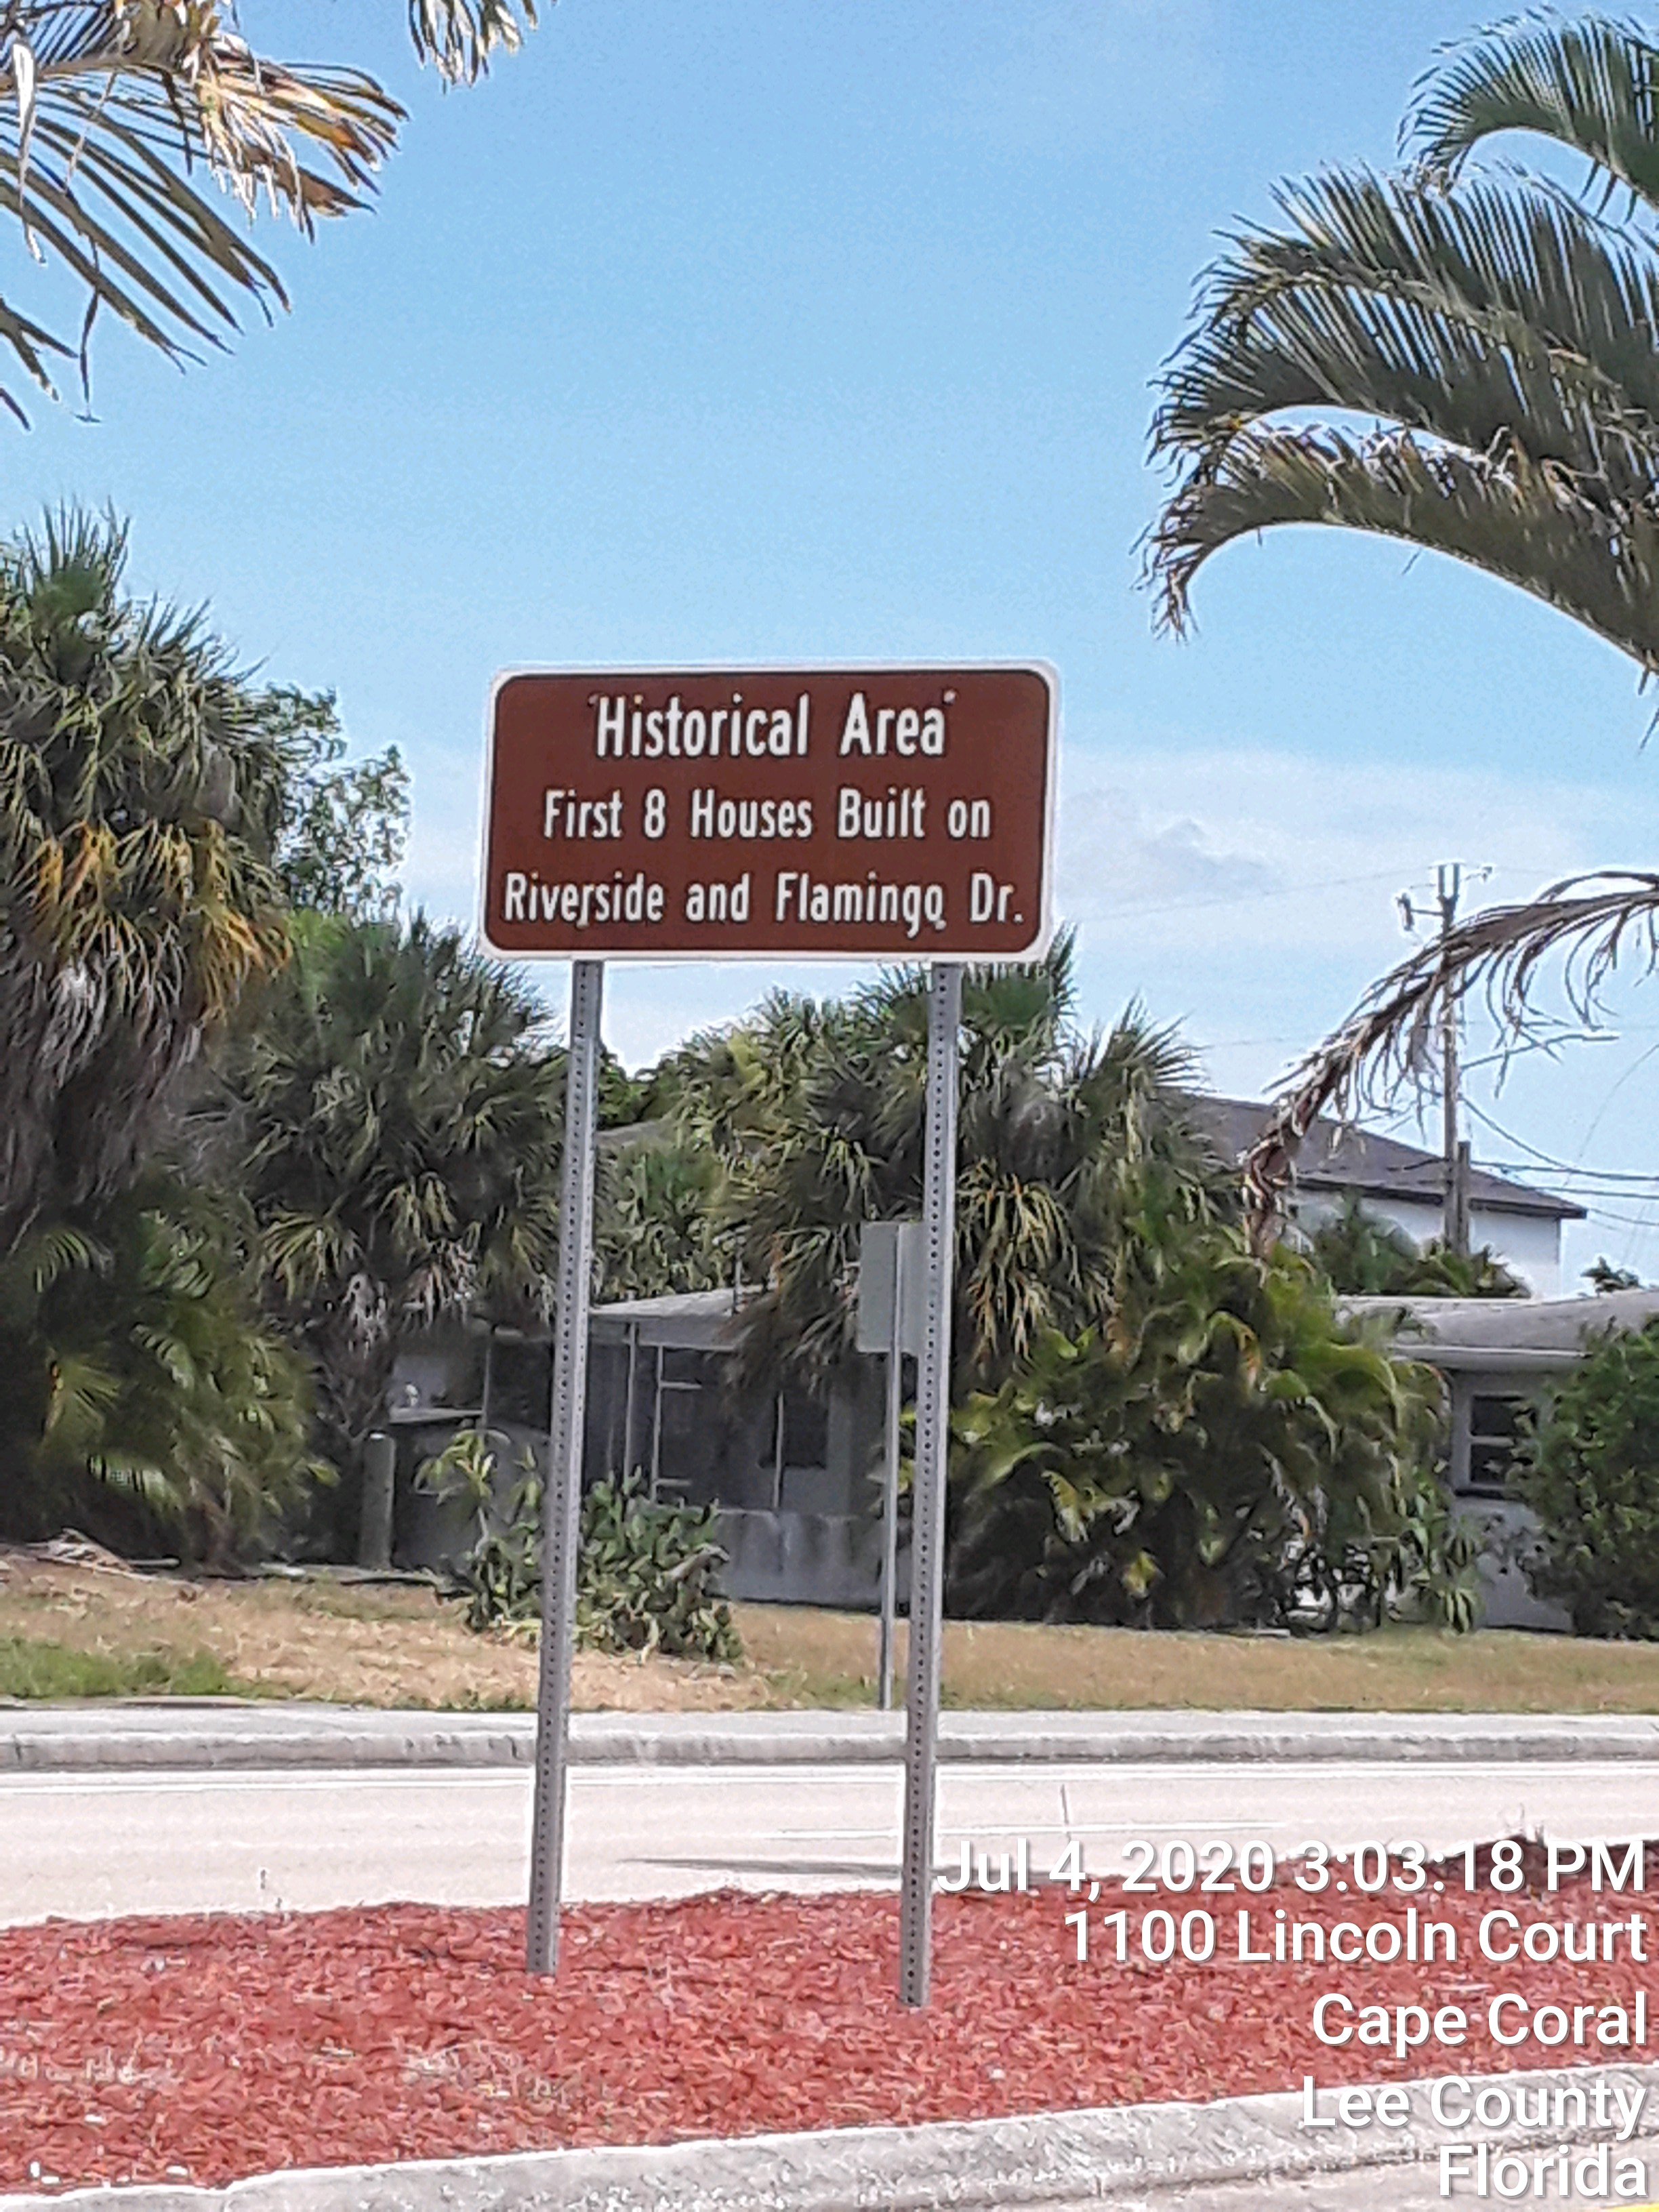 "Historical Area"
First 8 Houses Built on
Riverside and Flamingo Dr.
Jul 4, 2020 3:03:18 PM
1100 Lincoln Court
Cape Coral
Lee County
Florida